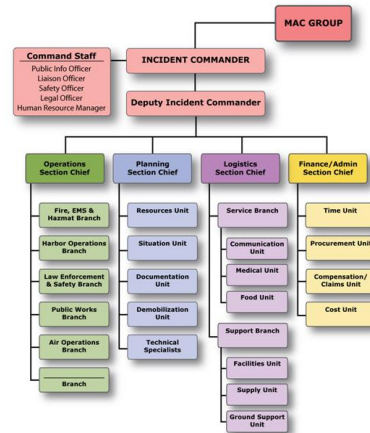 MAC GROUP
Command Staff
Public Info Officer
Liaison Officer
Safety Officer
Legal Officer
Human Resource Manager
INCIDENT COMMANDER
Deputy Incident Commander
Operations
Section Chief
Fire, EMS &
Hazmat Branch
Harbor Operations
Branch
Law Enforcement
& Safety Branch
Public Works
Branch
Air Operations
Branch
Branch
Planning
Section Chief
Resources Unit
Situation Unit
Documentation
Unit
Demobilization
Unit
Technical
Specialists
Logistics
Section Chief
Service Branch
Communication
Unit
Medical Unit
Food Unit
Support Branch
Facilities Unit
Supply Unit
Ground Support
Unit
Finance/Admin
Section Chief
Time Unit
Procurement Unit
Compensation/
Claims Unit
Cost Unit